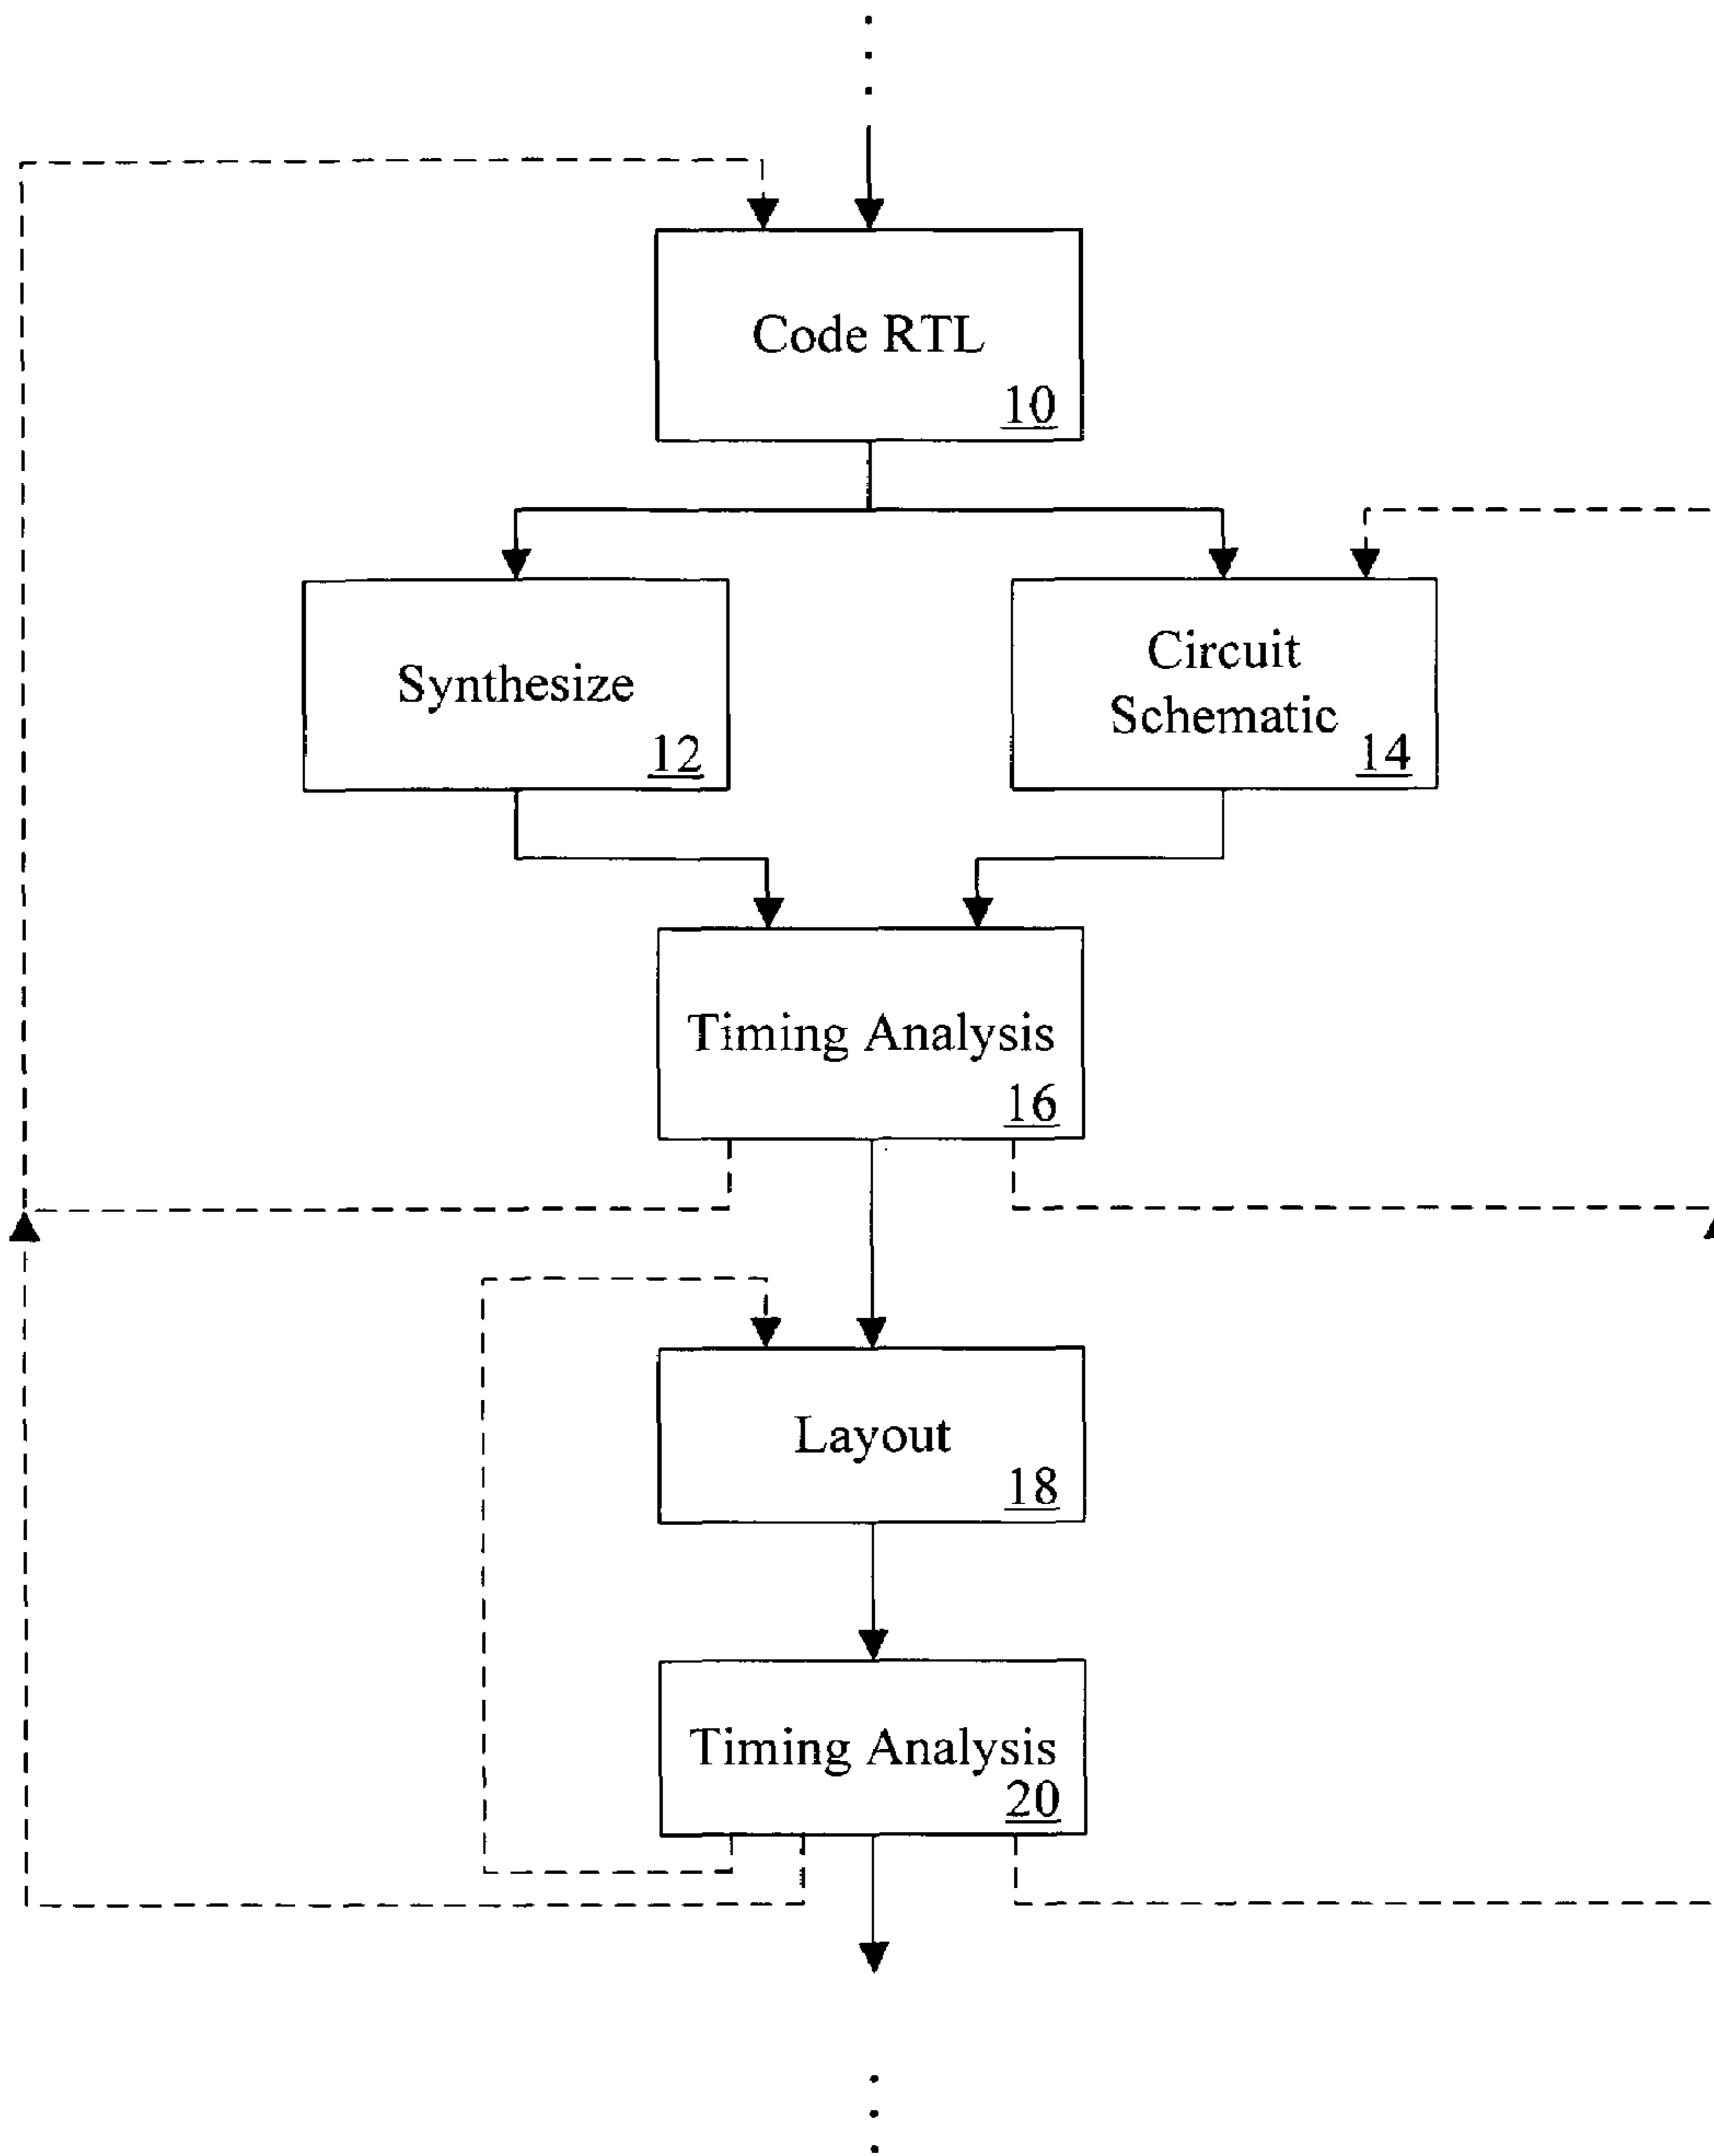 Code RTL
10
Synthesize
12
Circuit
Schematic
14
Timing Analysis
16
Layout
18
Timing Analysis
20